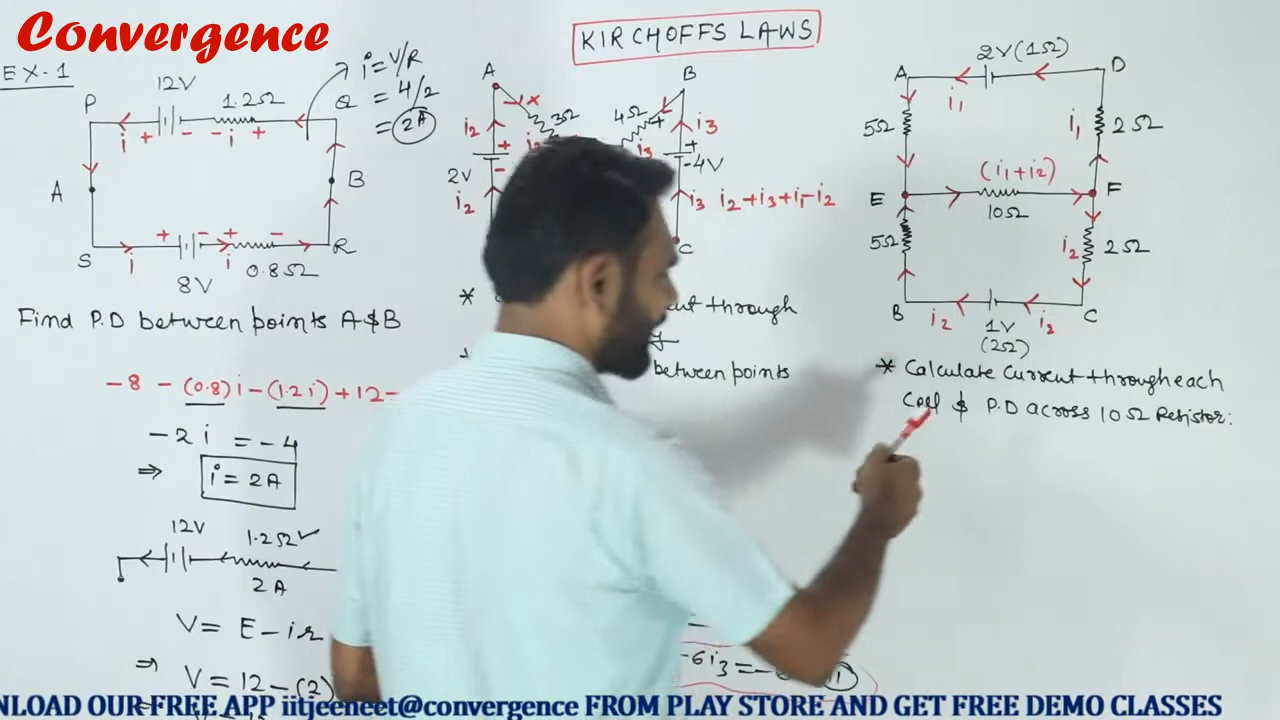 Convergence
KIRCHOFFS LAWS
EX-1
12V
1.2Ω
P
Q
i
+
-
-
i
+
A
B
S
R
i
+
-
+
i
-
8V
0.8Ω
i = V/R
= 4/2
= 2A
Find P.D between points A & B
-8 - (0.8)i - (1.2i) + 12 =
-2i = -4
⇒ i = 2A
12V
1.2Ω✓
2A
V = E - ir
⇒ V = 12 - (2)
A
B
x
3Ω
4Ω
+
i2
i3
i3
+
+
-
2V
-4V
i2
i3
i2+i3+i1-i2
C
*
through
between points
-6i3 = -
1
2V (1Ω)
A
D
i1
5Ω
i1
2Ω
(i1+i2)
E
F
10Ω
5Ω
i2
2Ω
B
C
i2
1V
i2
(2Ω)
* Calculate Current through each
Cell & P.D across 10Ω Resistor:
NLOAD OUR FREE APP iitjeeneet@convergence FROM PLAY STORE AND GET FREE DEMO CLASSES